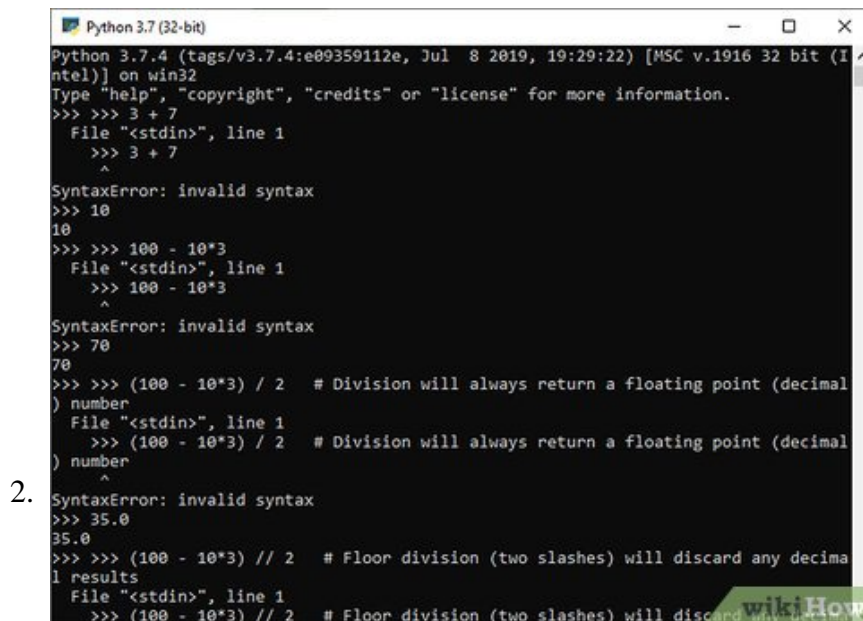 Python 3.7 (32-bit)
Python 3.7.4 (tags/v3.7.4:e09359112e, Jul  8 2019, 19:29:22) [MSC v.1916 32 bit (I
ntel)] on win32
Type "help", "copyright", "credits" or "license" for more information.
>>> >>> 3 + 7
  File "<stdin>", line 1
    >>> 3 + 7
    ^
SyntaxError: invalid syntax
>>> 10
10
>>> >>> 100 - 10*3
  File "<stdin>", line 1
    >>> 100 - 10*3
    ^
SyntaxError: invalid syntax
>>> 70
70
>>> >>> (100 - 10*3) / 2   # Division will always return a floating point (decimal
) number
  File "<stdin>", line 1
    >>> (100 - 10*3) / 2   # Division will always return a floating point (decimal
) number
    ^
2.
SyntaxError: invalid syntax
>>> 35.0
35.0
>>> >>> (100 - 10*3) // 2   # Floor division (two slashes) will discard any decima
l results
  File "<stdin>", line 1
    >>> (100 - 10*3) // 2   # Floor division (two slashes) will
wikiHow